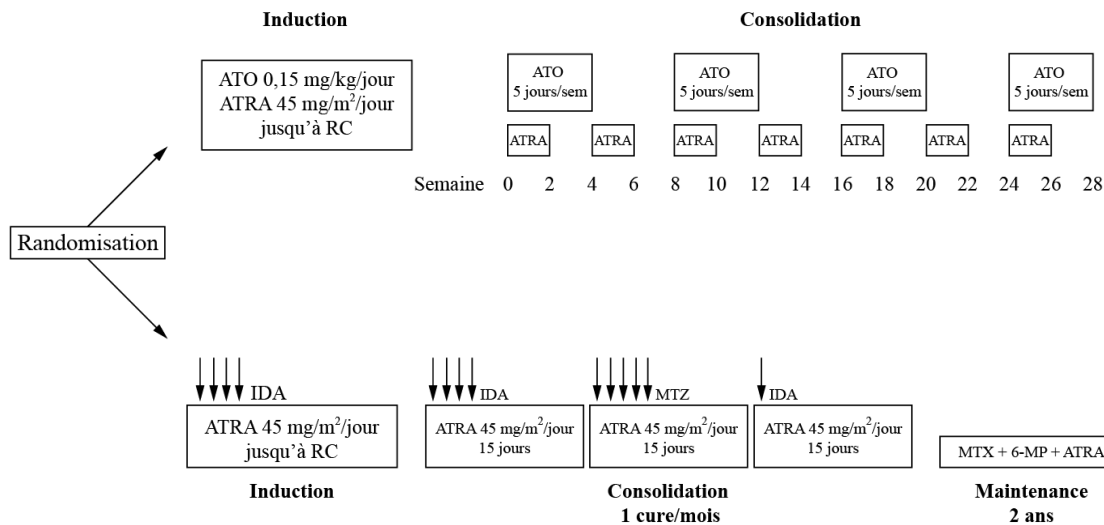 Induction
Consolidation
ATO 0,15 mg/kg/jour
ATRA 45 mg/m²/jour
jusqu’à RC
ATO
5 jours/sem
ATO
5 jours/sem
ATO
5 jours/sem
ATO
5 jours/sem
ATRA ATRA ATRA ATRA ATRA ATRA ATRA
Semaine 0 2 4 6 8 10 12 14 16 18 20 22 24 26 28
Randomisation
IDA
IDA
MTZ
IDA
ATRA 45 mg/m²/jour
jusqu’à RC
ATRA 45 mg/m²/jour
15 jours
ATRA 45 mg/m²/jour
15 jours
ATRA 45 mg/m²/jour
15 jours
MTX + 6-MP + ATRA
Induction
Consolidation
1 cure/mois
Maintenance
2 ans